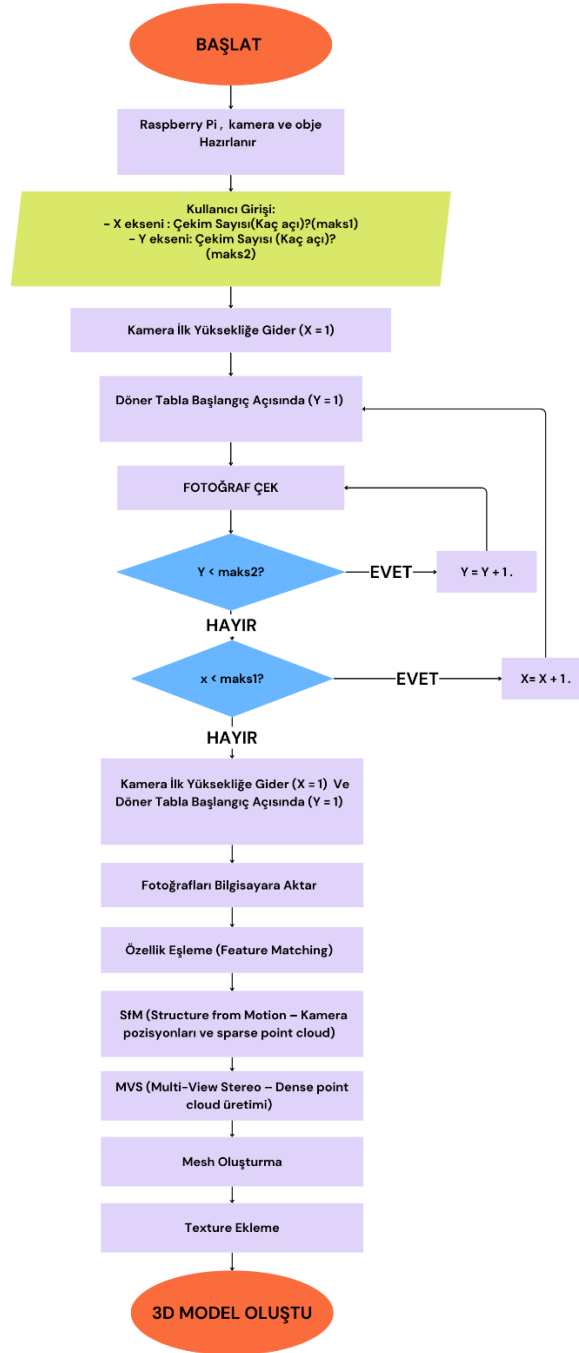 BAŞLAT
Raspberry Pi , kamera ve obje
Hazırlanır
Kullanıcı Girişi:
- X ekseni : Çekim Sayısı(Kaç açı)?(maks1)
- Y ekseni: Çekim Sayısı (Kaç açı)?
(maks2)
Kamera İlk Yüksekliğe Gider (X = 1)
Döner Tabla Başlangıç Açısında (Y = 1)
FOTOĞRAF ÇEK
Y < maks2?
EVET
Y = Y + 1 .
HAYIR
x < maks1?
EVET
X= X + 1 .
HAYIR
Kamera İlk Yüksekliğe Gider (X = 1) Ve
Döner Tabla Başlangıç Açısında (Y = 1)
Fotoğrafları Bilgisayara Aktar
Özellik Eşleme (Feature Matching)
SfM (Structure from Motion – Kamera
pozisyonları ve sparse point cloud)
MVS (Multi-View Stereo – Dense point
cloud üretimi)
Mesh Oluşturma
Texture Ekleme
3D MODEL OLUŞTU